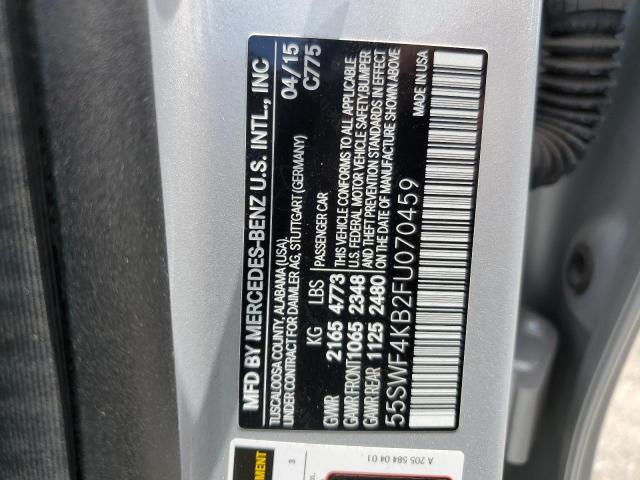 MFD BY MERCEDES-BENZ U.S. INTL., INC
TUSCALOOSA COUNTY, ALABAMA (USA),
UNDER CONTRACT FOR DAIMLER AG, STUTTGART (GERMANY)
04/15
C775
KG LBS PASSENGER CAR
GVWR 2165 4773 THIS VEHICLE CONFORMS TO ALL APPLICABLE
GAWR FRONT 1065 2348 U.S. FEDERAL MOTOR VEHICLE SAFETY, BUMPER
GAWR REAR 1125 2480 AND THEFT PREVENTION STANDARDS IN EFFECT
ON THE DATE OF MANUFACTURE SHOWN ABOVE
55SWF4KB2FU070459
MADE IN USA
A 205 584 04 01
3